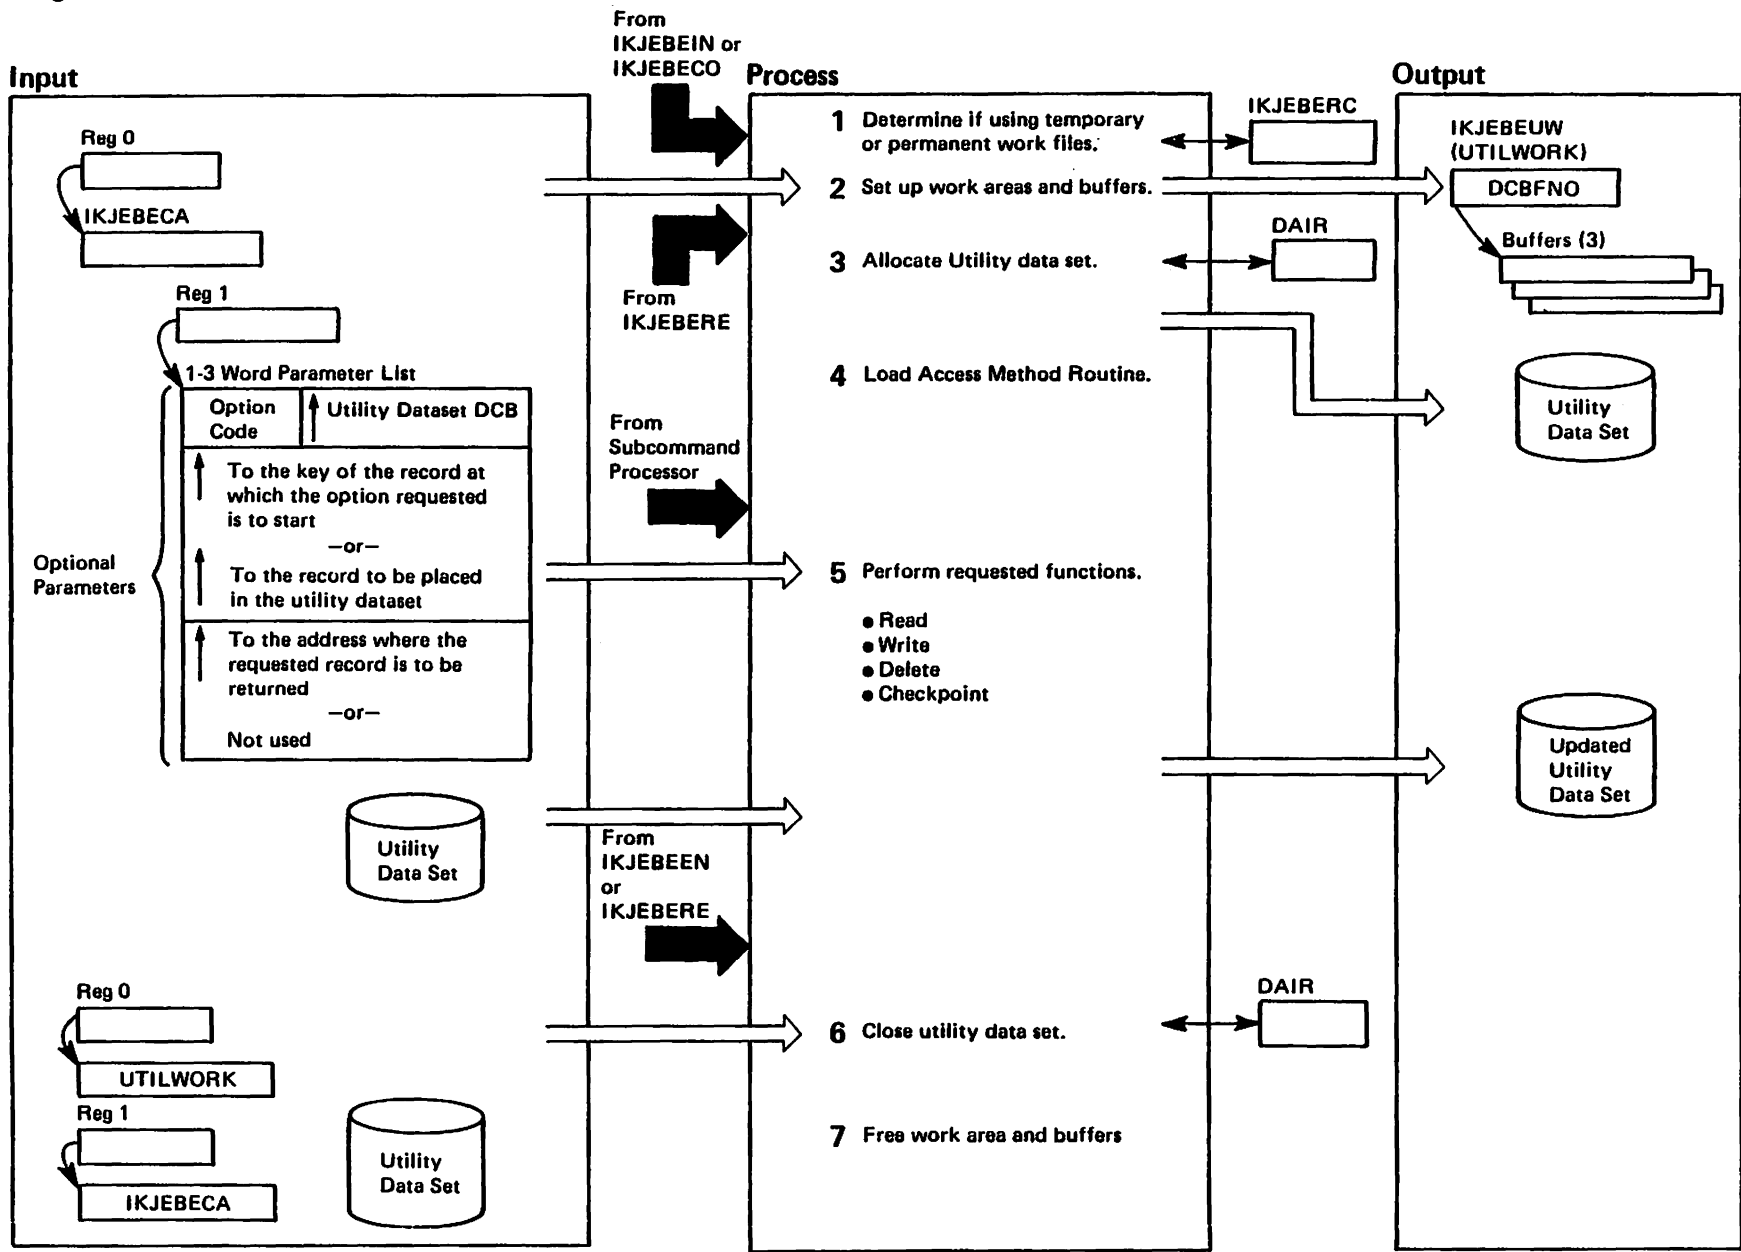 Input
Reg 0
IKJEBECA
Reg 1
1-3 Word Parameter List
Option
Code
Utility Dataset DCB
To the key of the record at
which the option requested
is to start
—or—
To the record to be placed
in the utility dataset
To the address where the
requested record is to be
returned
—or—
Not used
Optional
Parameters
Utility
Data Set
Reg 0
UTILWORK
Reg 1
IKJEBECA
Utility
Data Set
From
IKJEBEIN or
IKJEBECO
From
IKJEBERE
From
Subcommand
Processor
From
IKJEBEEN
or
IKJEBERE
Process
1 Determine if using temporary
or permanent work files.
2 Set up work areas and buffers.
3 Allocate Utility data set.
4 Load Access Method Routine.
5 Perform requested functions.
● Read
● Write
● Delete
● Checkpoint
6 Close utility data set.
7 Free work area and buffers
IKJEBERC
DAIR
DAIR
Output
IKJEBEUW
(UTILWORK)
DCBFNO
Buffers (3)
Utility
Data Set
Updated
Utility
Data Set